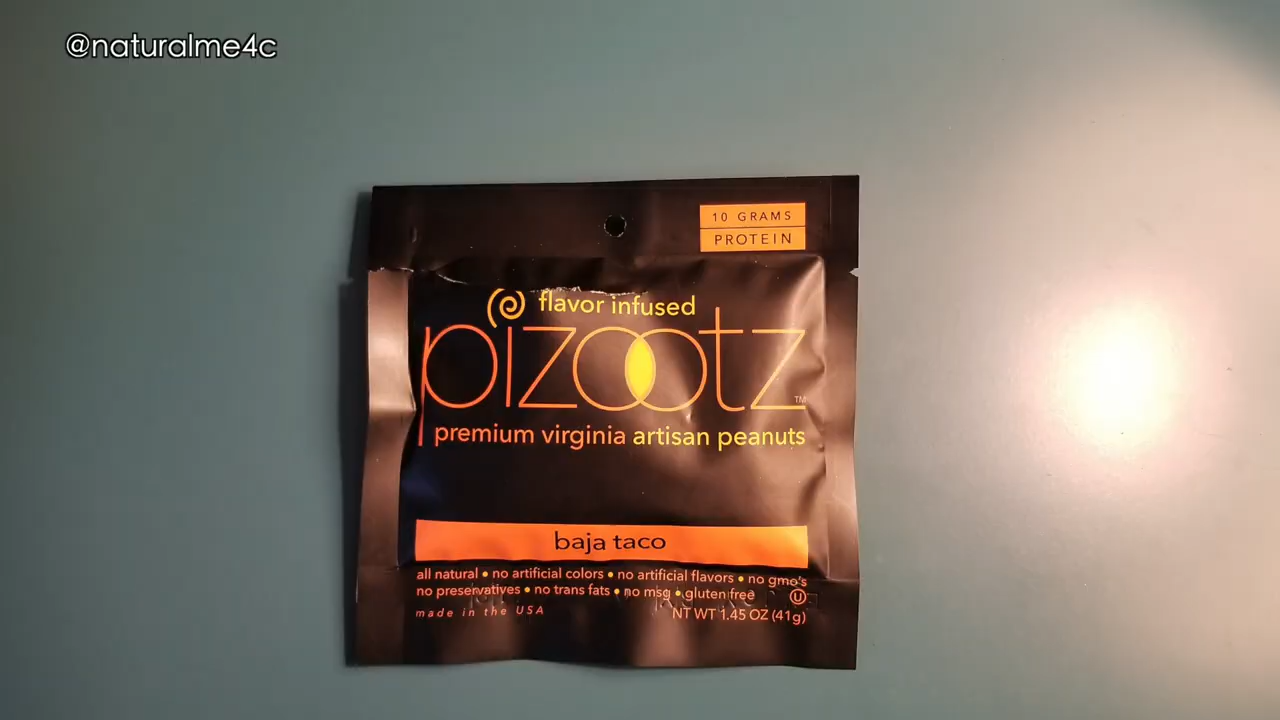 @naturalme4c
10 GRAMS
PROTEIN
flavor infused
pizootz
TM
premium virginia artisan peanuts
baja taco
all natural • no artificial colors • no artificial flavors • no gmo's
no preservatives • no trans fats • no msg • gluten free U
made in the USA
NT WT 1.45 OZ (41g)